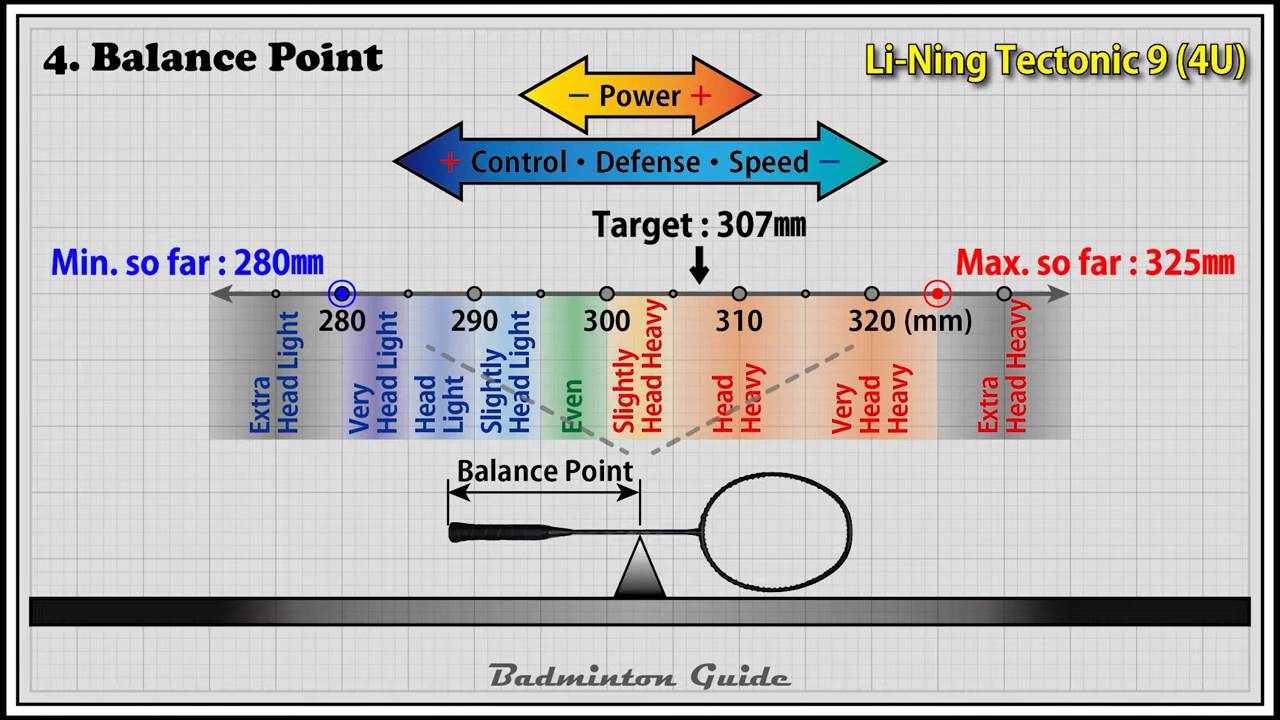 4. Balance Point
Li-Ning Tectonic 9 (4U)
− Power +
+ Control • Defense • Speed −
Target : 307㎜
Min. so far : 280㎜
Max. so far : 325㎜
280
290
300
310
320 (mm)
Extra
Head Light
Very
Head Light
Head
Light
Slightly
Head Light
Even
Slightly
Head Heavy
Head
Heavy
Very
Head
Heavy
Extra
Head Heavy
Balance Point
Badminton Guide